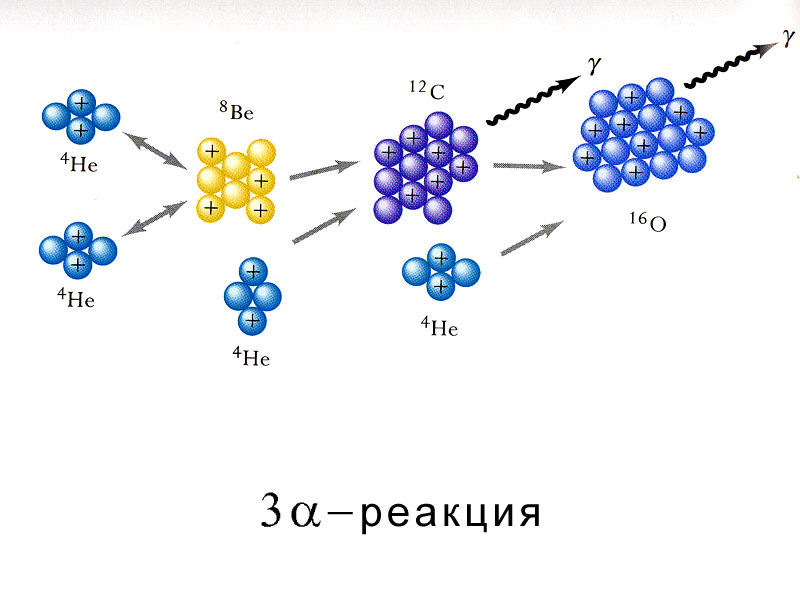 γ
γ
¹²C
⁸Be
⁴He
¹⁶O
⁴He
⁴He
⁴He
3α–реакция